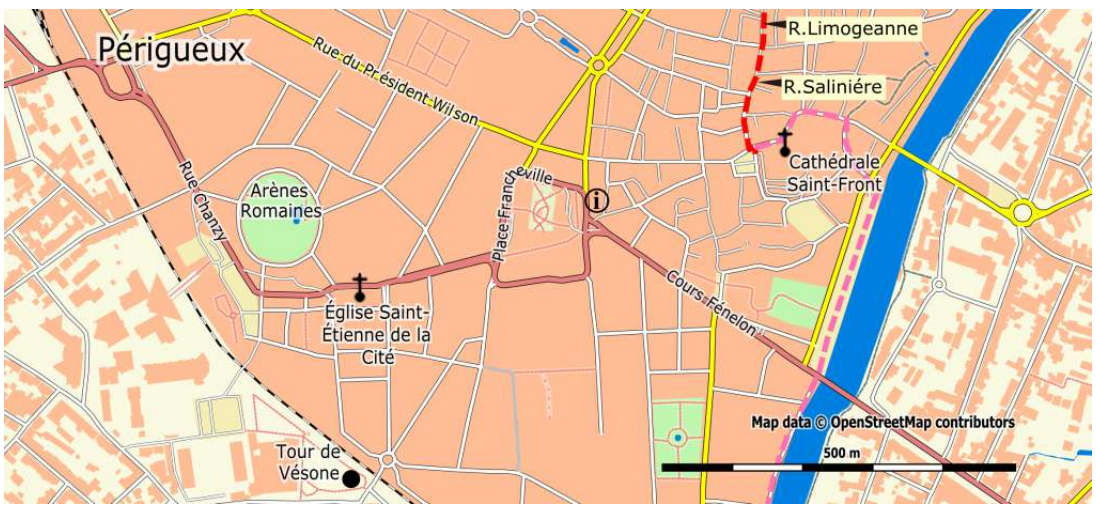 Périgueux
R.Limogeanne
Rue du Président-Wilson
R.Saliniére
Cathédrale
Saint-Front
Place Francheville
Arènes
Romaines
Rue Chanzy
i
Cours Fénelon
Église Saint-
Étienne de la
Cité
Map data © OpenStreetMap contributors
500 m
Tour de
Vésone